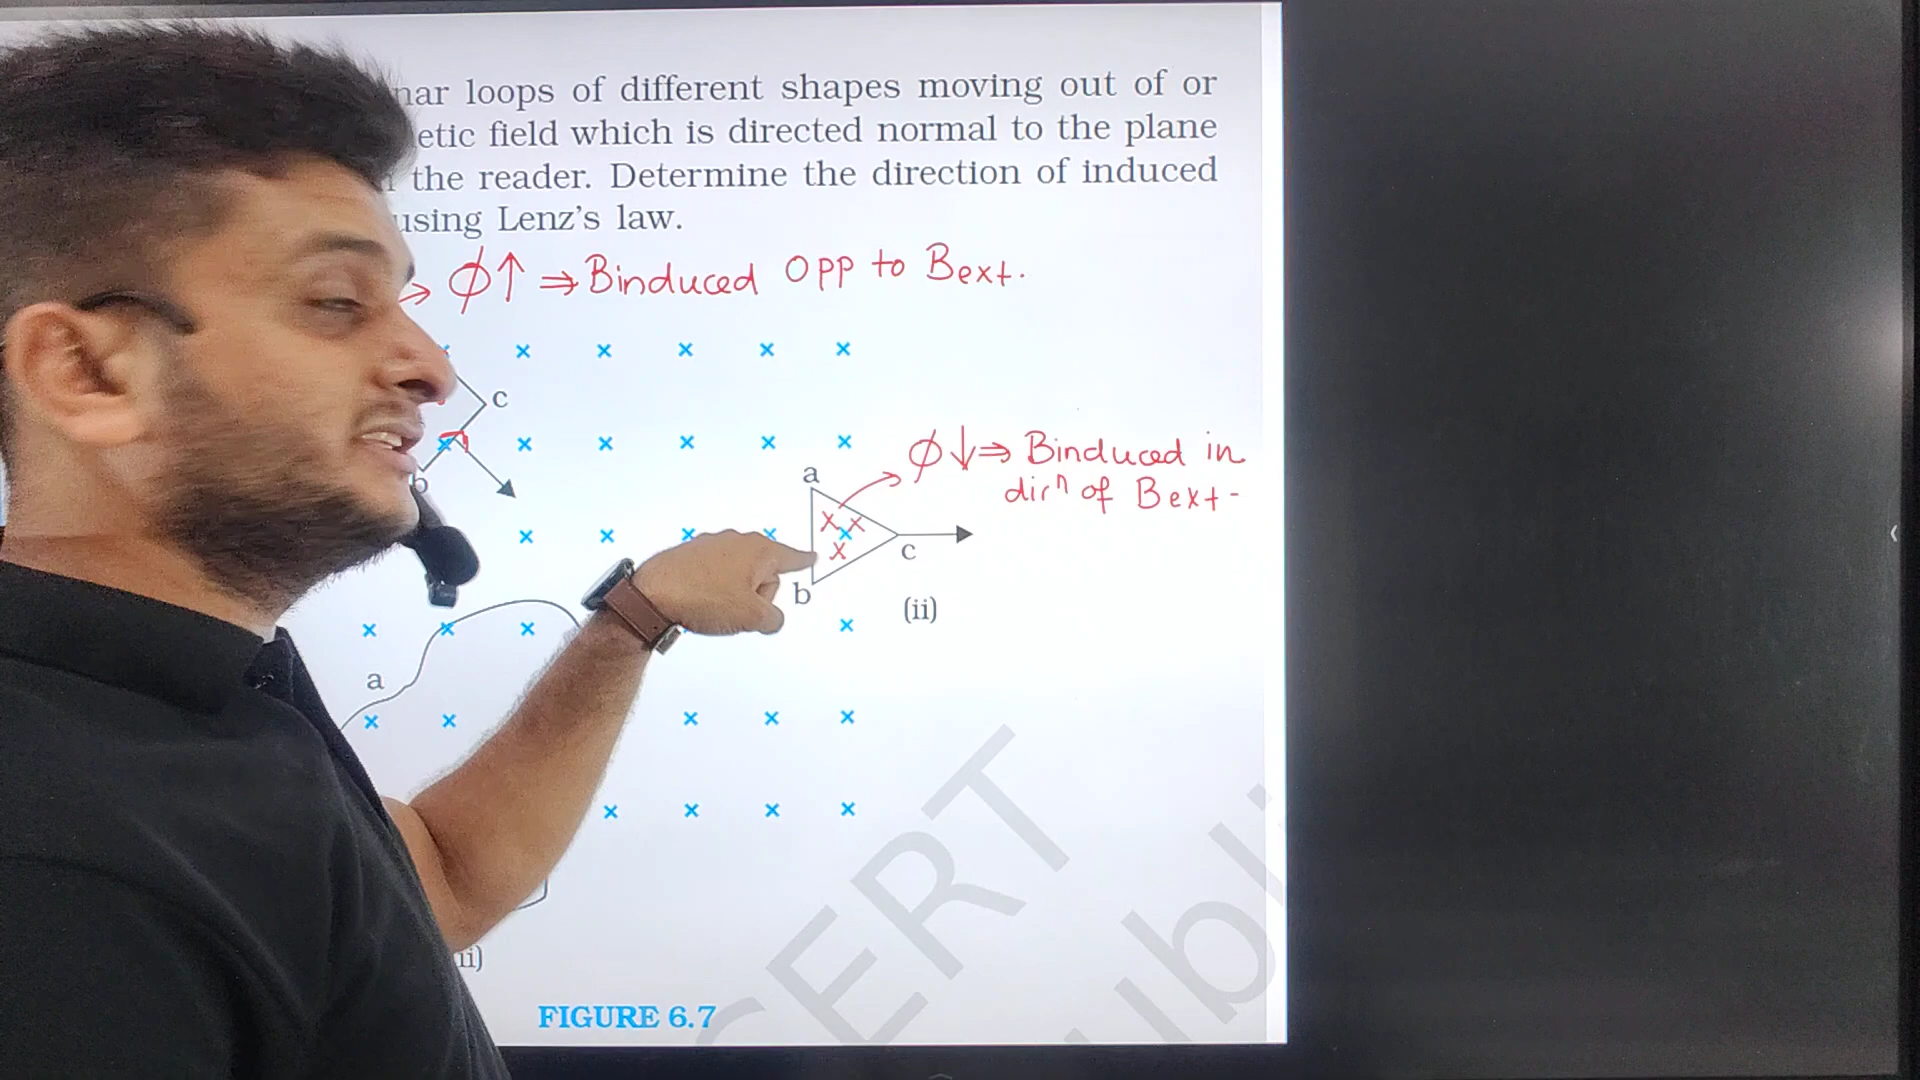 loops of different shapes moving out of or
etic field which is directed normal to the plane
the reader. Determine the direction of induced
using Lenz's law.
→ ϕ↑ ⇒ Binduced opp to Bext.
c
b
ϕ↓ ⇒ Binduced in
dirⁿ of Bext-
a
c
b
(ii)
a
ii)
FIGURE 6.7